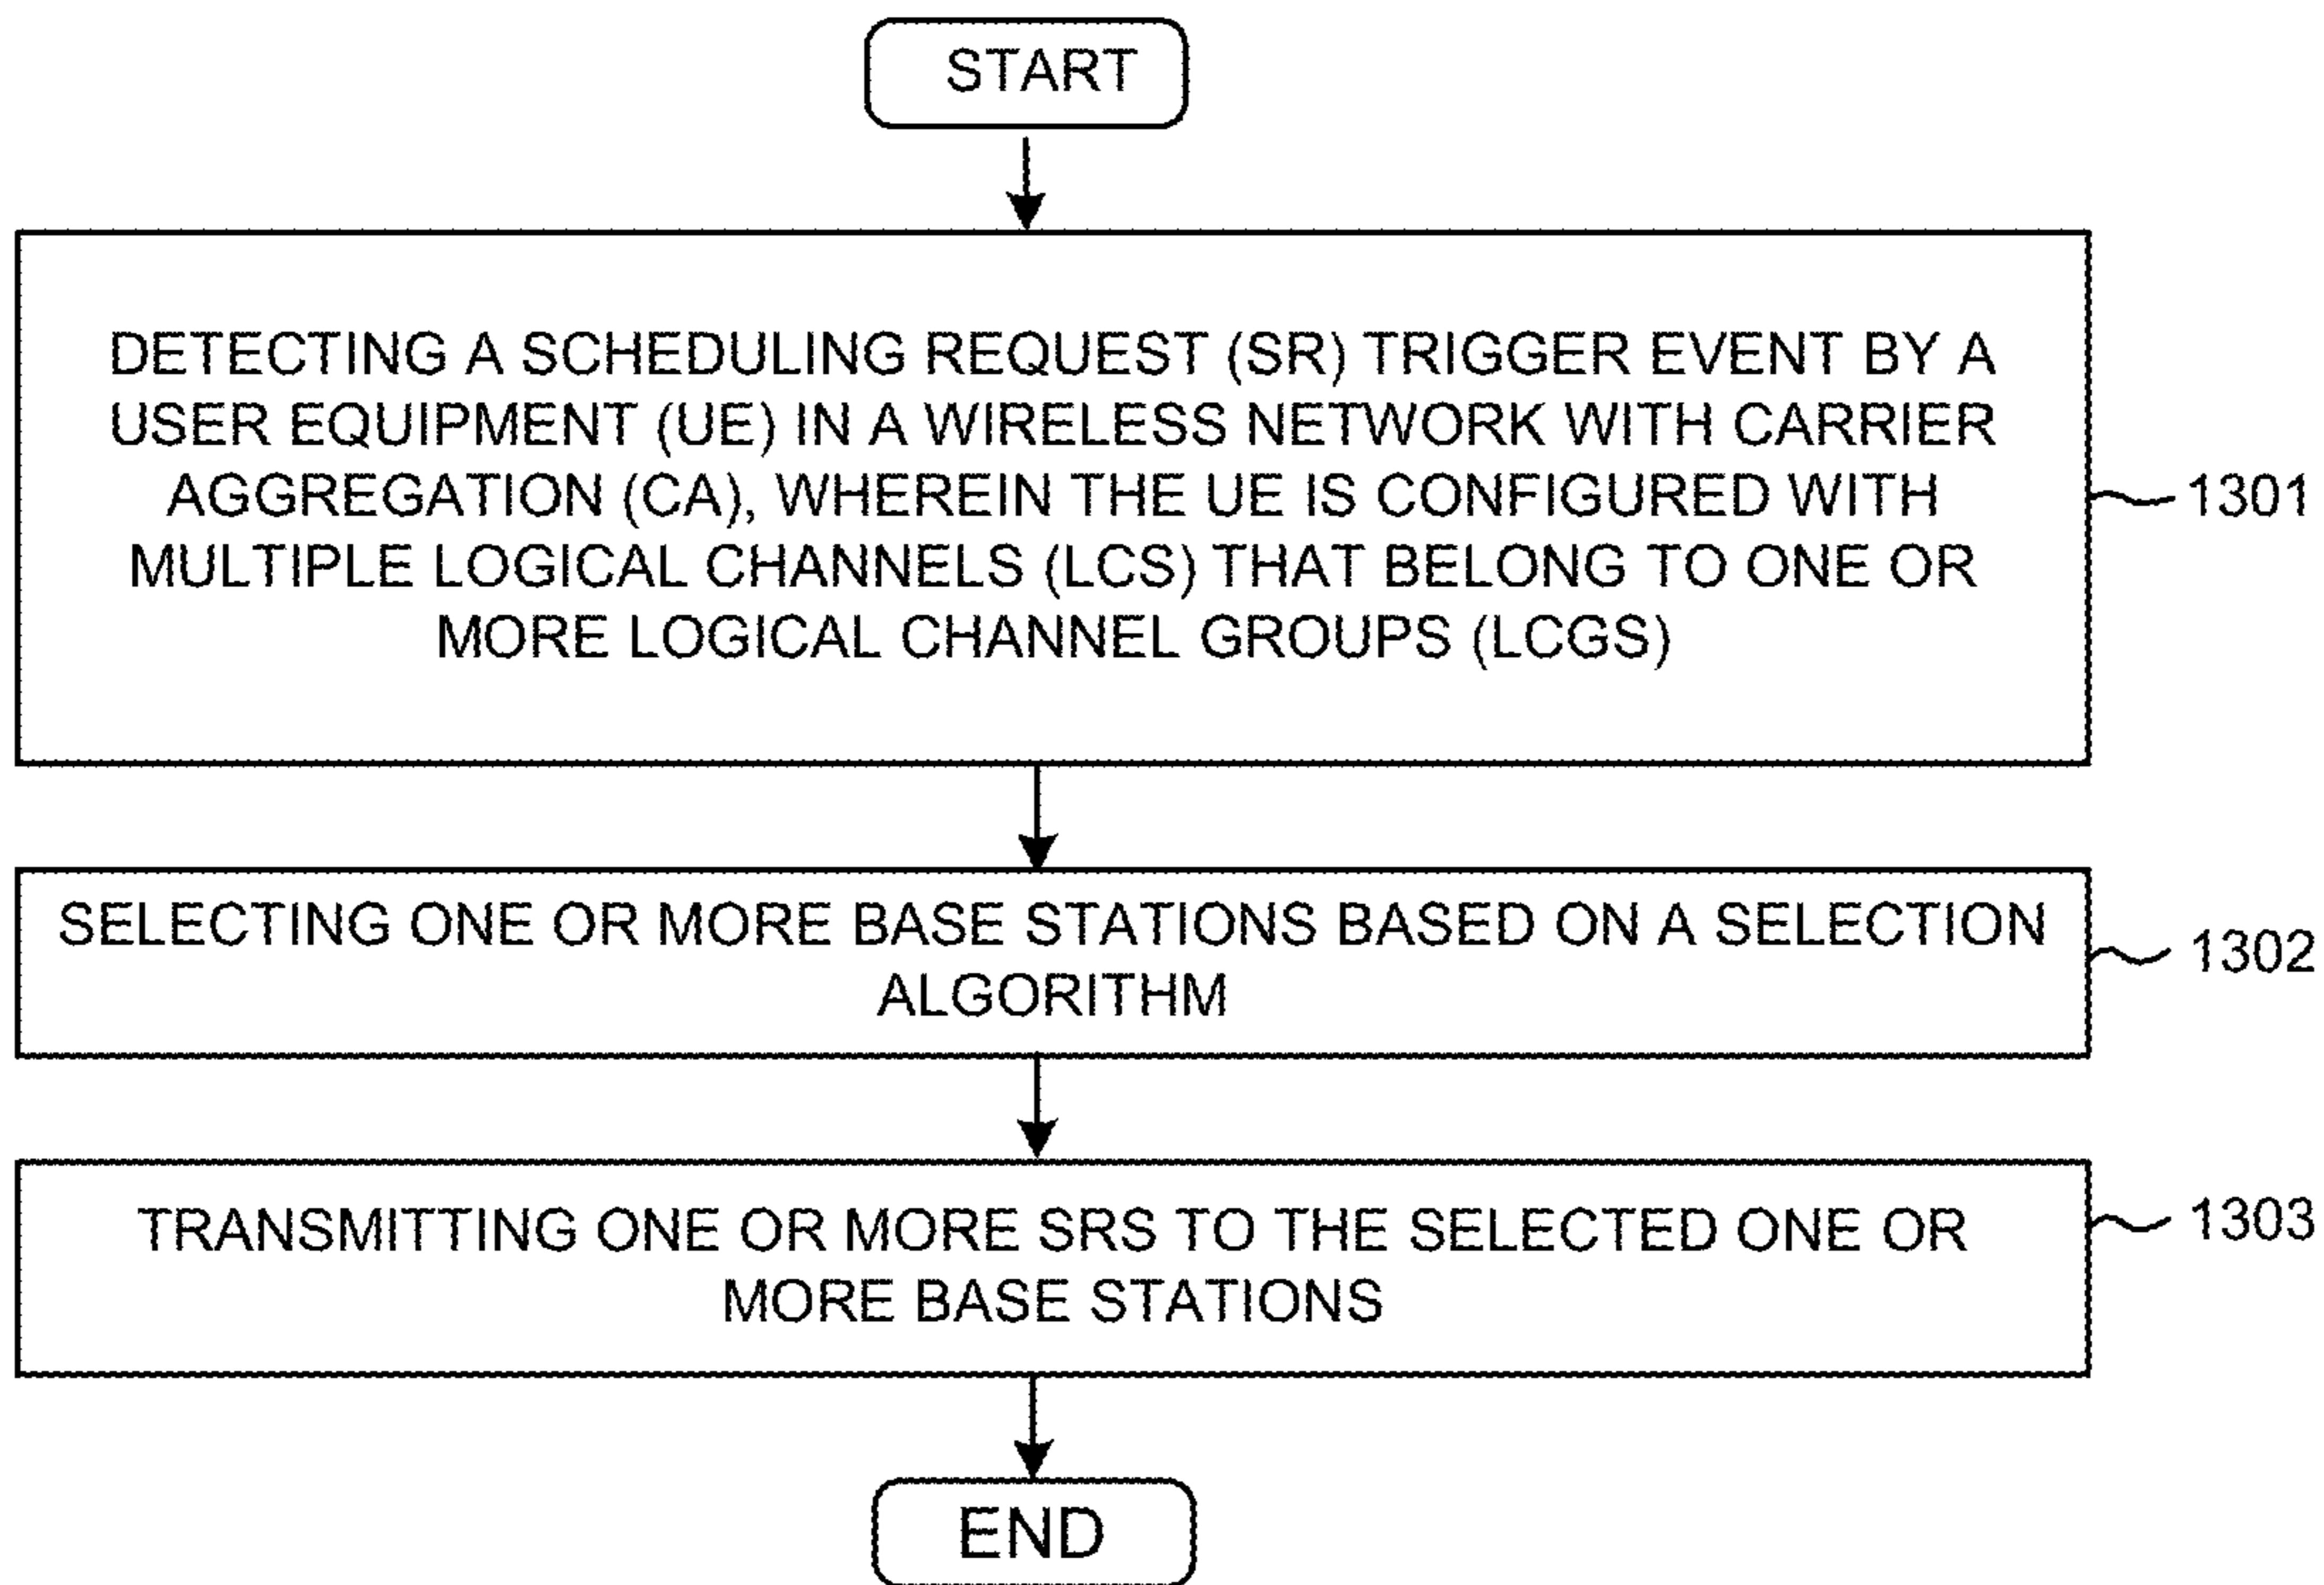 START
DETECTING A SCHEDULING REQUEST (SR) TRIGGER EVENT BY A
USER EQUIPMENT (UE) IN A WIRELESS NETWORK WITH CARRIER
AGGREGATION (CA), WHEREIN THE UE IS CONFIGURED WITH
MULTIPLE LOGICAL CHANNELS (LCS) THAT BELONG TO ONE OR
MORE LOGICAL CHANNEL GROUPS (LCGS)
1301
SELECTING ONE OR MORE BASE STATIONS BASED ON A SELECTION
ALGORITHM
1302
TRANSMITTING ONE OR MORE SRS TO THE SELECTED ONE OR
MORE BASE STATIONS
1303
END